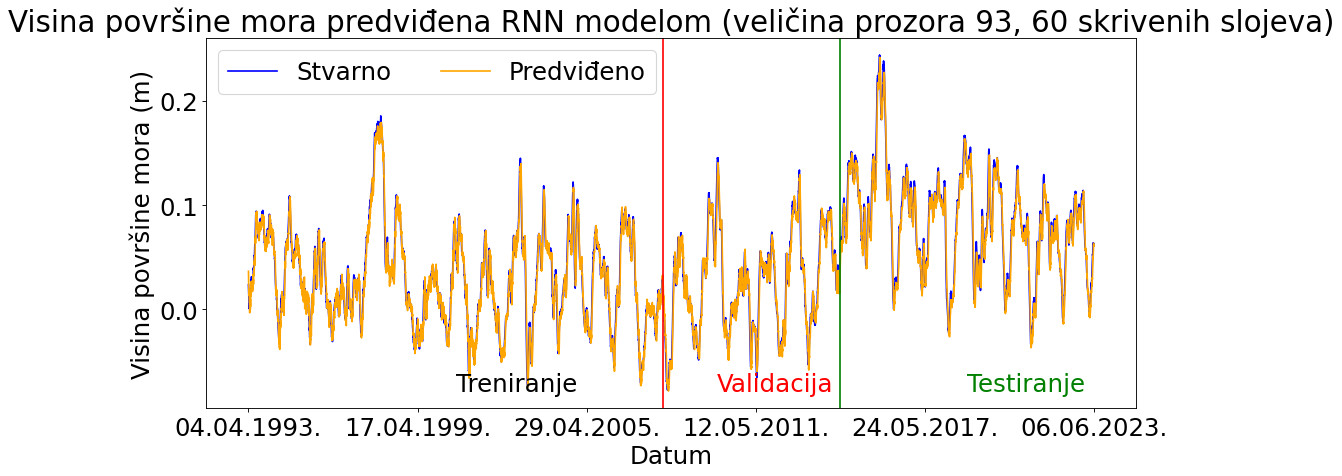 Visina površine mora predviđena RNN modelom (veličina prozora 93, 60 skrivenih slojeva)
Stvarno
Predviđeno
Visina površine mora (m)
0.2
0.1
0.0
Treniranje
Validacija
Testiranje
04.04.1993.
17.04.1999.
29.04.2005.
12.05.2011.
24.05.2017.
06.06.2023.
Datum